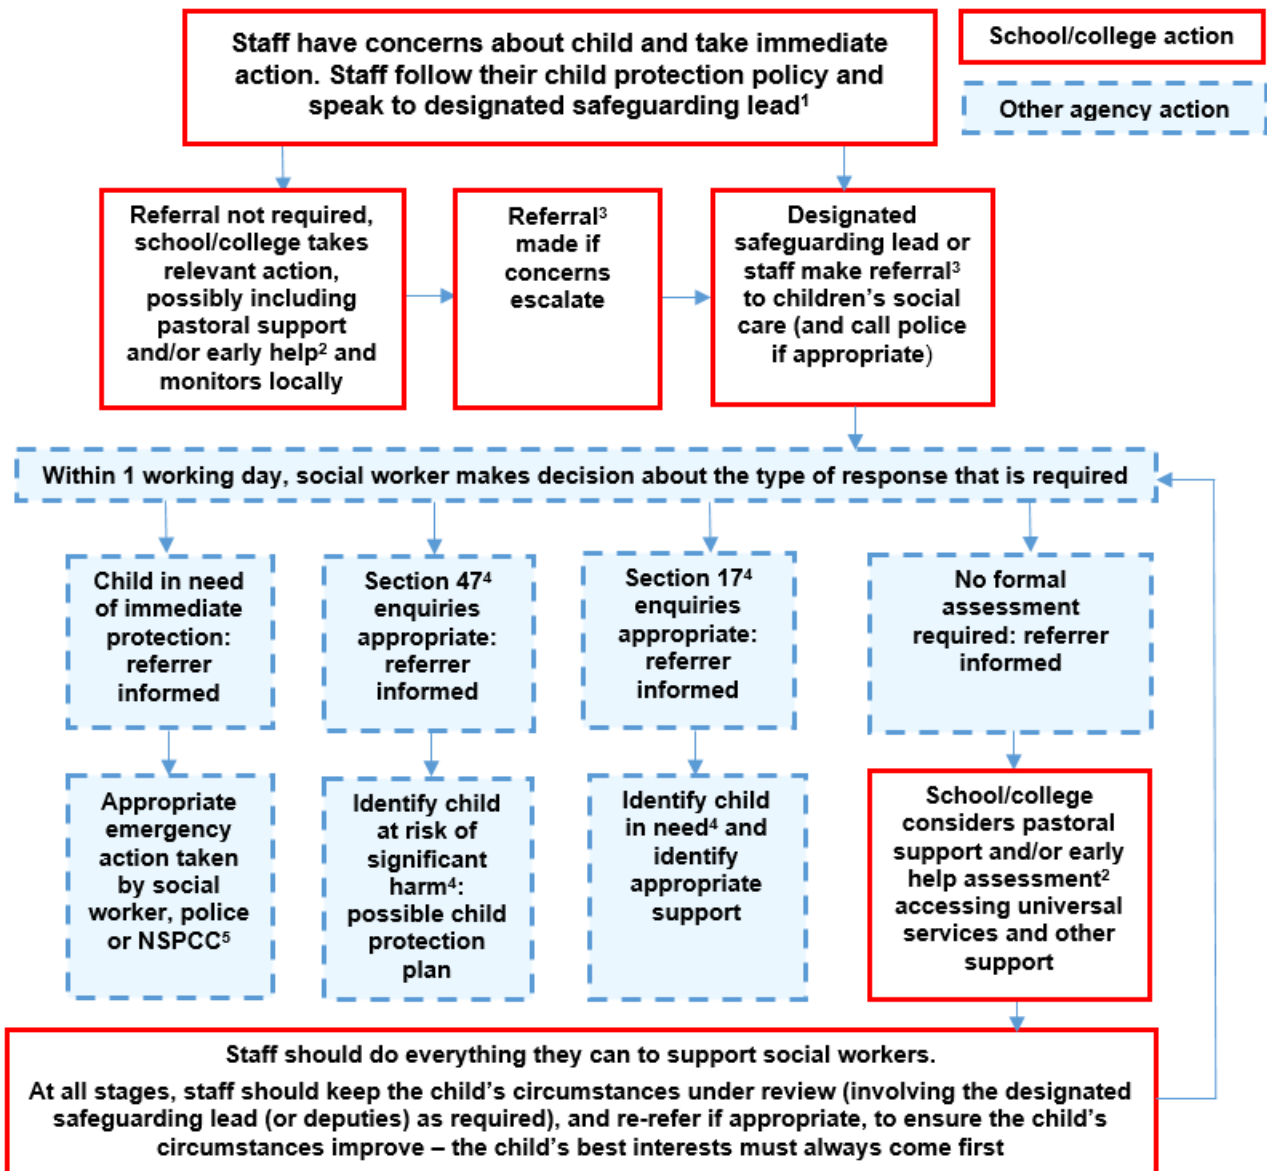 Staff have concerns about child and take immediate
action. Staff follow their child protection policy and
speak to designated safeguarding lead¹
School/college action
Other agency action
Referral not required,
school/college takes
relevant action,
possibly including
pastoral support
and/or early help² and
monitors locally
Referral³
made if
concerns
escalate
Designated
safeguarding lead or
staff make referral³
to children's social
care (and call police
if appropriate)
Within 1 working day, social worker makes decision about the type of response that is required
Child in need
of immediate
protection:
referrer
informed
Section 47⁴
enquiries
appropriate:
referrer
informed
Section 17⁴
enquiries
appropriate:
referrer
informed
No formal
assessment
required: referrer
informed
Appropriate
emergency
action taken
by social
worker, police
or NSPCC⁵
Identify child
at risk of
significant
harm⁴:
possible child
protection
plan
Identify child
in need⁴ and
identify
appropriate
support
School/college
considers pastoral
support and/or early
help assessment²
accessing universal
services and other
support
Staff should do everything they can to support social workers.
At all stages, staff should keep the child's circumstances under review (involving the designated
safeguarding lead (or deputies) as required), and re-refer if appropriate, to ensure the child's
circumstances improve – the child's best interests must always come first